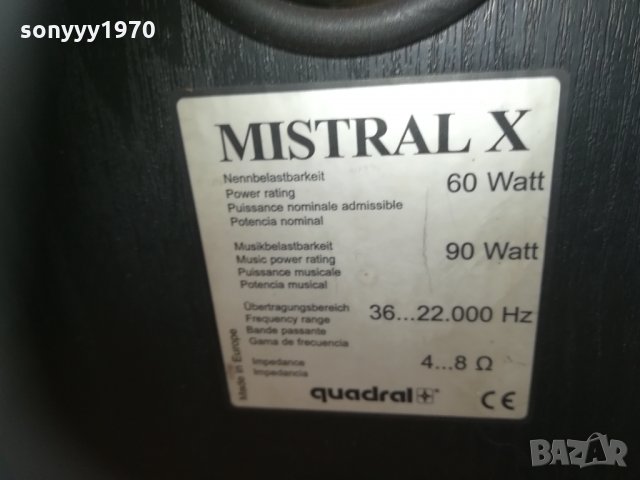 sonyyy1970
MISTRAL X
Nennbelastbarkeit
Power rating
Puissance nominale admissible
Potencia nominal
60 Watt
Musikbelastbarkeit
Music power rating
Puissance musicale
Potencia musical
90 Watt
Übertragungsbereich
Frequency range
Bande passante
Gama de frecuencia
36...22.000 Hz
Impedance
Impedancia
4...8 Ω
Made in Europe
quadral
CE
BAZAR